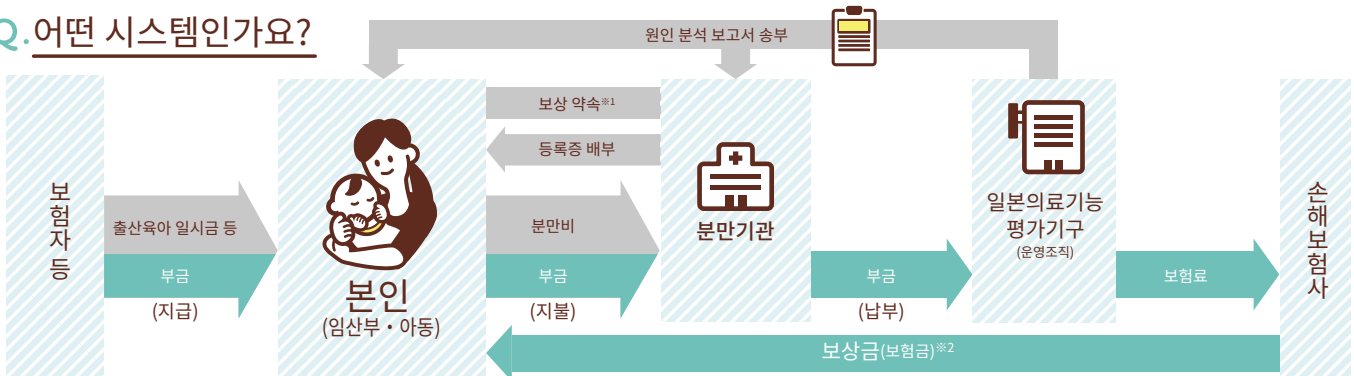 Q.어떤 시스템인가요?
원인 분석 보고서 송부
보험자 등
출산육아 일시금 등
부금
(지급)
본인
(임산부・아동)
보상 약속※1
등록증 배부
분만비
부금
(지불)
분만기관
부금
(납부)
일본의료기능
평가기구
(운영조직)
보험료
손해보험사
보상금(보험금)※2